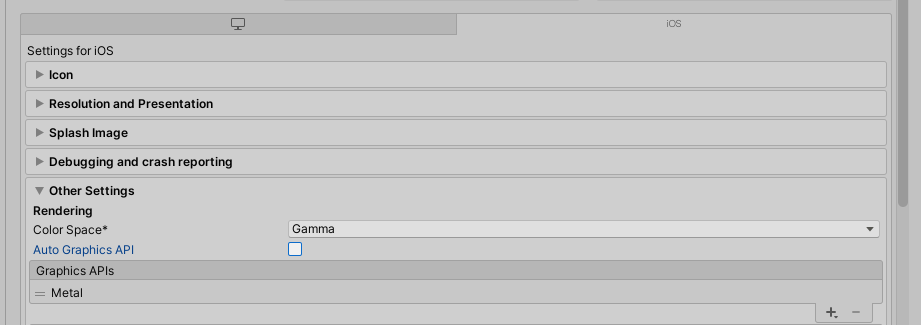 iOS
Settings for iOS
Icon
Resolution and Presentation
Splash Image
Debugging and crash reporting
Other Settings
Rendering
Color Space* Gamma
Auto Graphics API
Graphics APIs
Metal